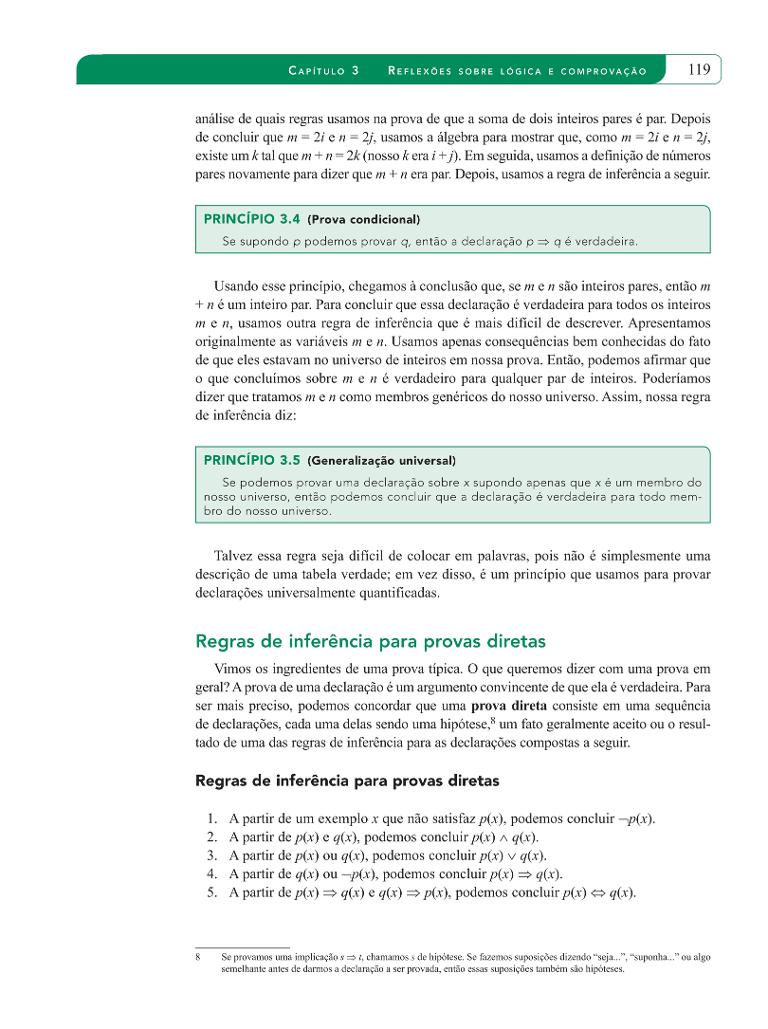 CAPÍTULO 3 REFLEXÕES SOBRE LÓGICA E COMPROVAÇÃO 119
análise de quais regras usamos na prova de que a soma de dois inteiros pares é par. Depois
de concluir que m = 2i e n = 2j, usamos a álgebra para mostrar que, como m = 2i e n = 2j,
existe um k tal que m + n = 2k (nosso k era i + j). Em seguida, usamos a definição de números
pares novamente para dizer que m + n era par. Depois, usamos a regra de inferência a seguir.
PRINCÍPIO 3.4 (Prova condicional)
Se supondo p podemos provar q, então a declaração p ⇒ q é verdadeira.
Usando esse princípio, chegamos à conclusão que, se m e n são inteiros pares, então m
+ n é um inteiro par. Para concluir que essa declaração é verdadeira para todos os inteiros
m e n, usamos outra regra de inferência que é mais difícil de descrever. Apresentamos
originalmente as variáveis m e n. Usamos apenas consequências bem conhecidas do fato
de que eles estavam no universo de inteiros em nossa prova. Então, podemos afirmar que
o que concluímos sobre m e n é verdadeiro para qualquer par de inteiros. Poderíamos
dizer que tratamos m e n como membros genéricos do nosso universo. Assim, nossa regra
de inferência diz:
PRINCÍPIO 3.5 (Generalização universal)
Se podemos provar uma declaração sobre x supondo apenas que x é um membro do
nosso universo, então podemos concluir que a declaração é verdadeira para todo mem-
bro do nosso universo.
Talvez essa regra seja difícil de colocar em palavras, pois não é simplesmente uma
descrição de uma tabela verdade; em vez disso, é um princípio que usamos para provar
declarações universalmente quantificadas.
Regras de inferência para provas diretas
Vimos os ingredientes de uma prova típica. O que queremos dizer com uma prova em
geral? A prova de uma declaração é um argumento convincente de que ela é verdadeira. Para
ser mais preciso, podemos concordar que uma prova direta consiste em uma sequência
de declarações, cada uma delas sendo uma hipótese,⁸ um fato geralmente aceito ou o resul-
tado de uma das regras de inferência para as declarações compostas a seguir.
Regras de inferência para provas diretas
1. A partir de um exemplo x que não satisfaz p(x), podemos concluir ¬p(x).
2. A partir de p(x) e q(x), podemos concluir p(x) ∧ q(x).
3. A partir de p(x) ou q(x), podemos concluir p(x) ∨ q(x).
4. A partir de q(x) ou ¬p(x), podemos concluir p(x) ⇒ q(x).
5. A partir de p(x) ⇒ q(x) e q(x) ⇒ p(x), podemos concluir p(x) ⇔ q(x).
8 Se provamos uma implicação s ⇒ t, chamamos s de hipótese. Se fazemos suposições dizendo “seja...”, “suponha...” ou algo
semelhante antes de darmos a declaração a ser provada, então essas suposições também são hipóteses.